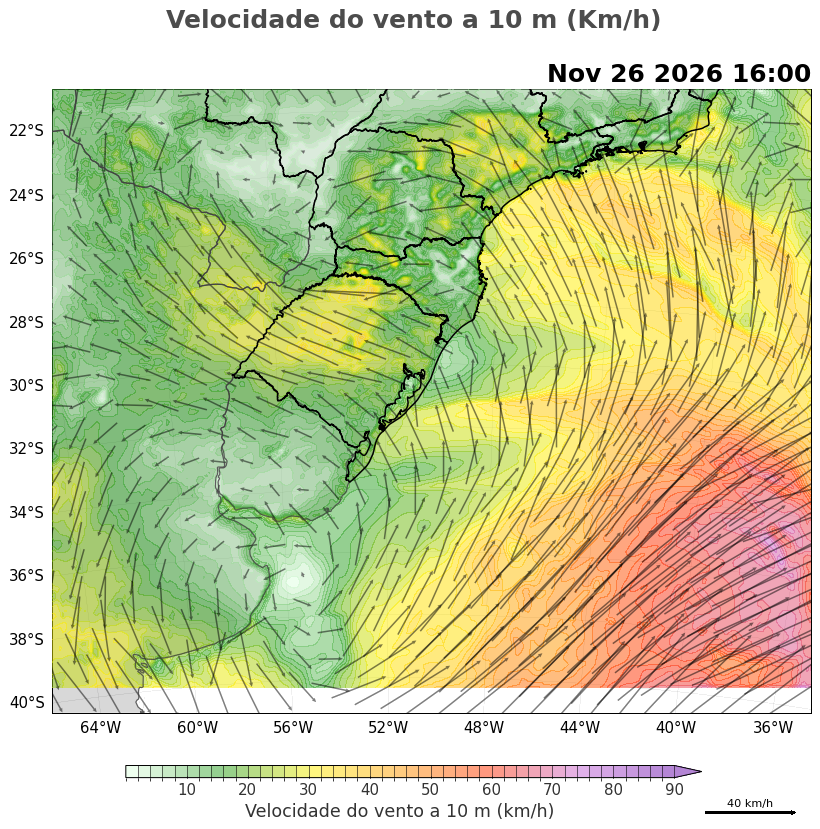 Velocidade do vento a 10 m (Km/h)
Nov 26 2026 16:00
22°S
24°S
26°S
28°S
30°S
32°S
34°S
36°S
38°S
40°S
64°W 60°W 56°W 52°W 48°W 44°W 40°W 36°W
10 20 30 40 50 60 70 80 90
Velocidade do vento a 10 m (km/h)
40 km/h